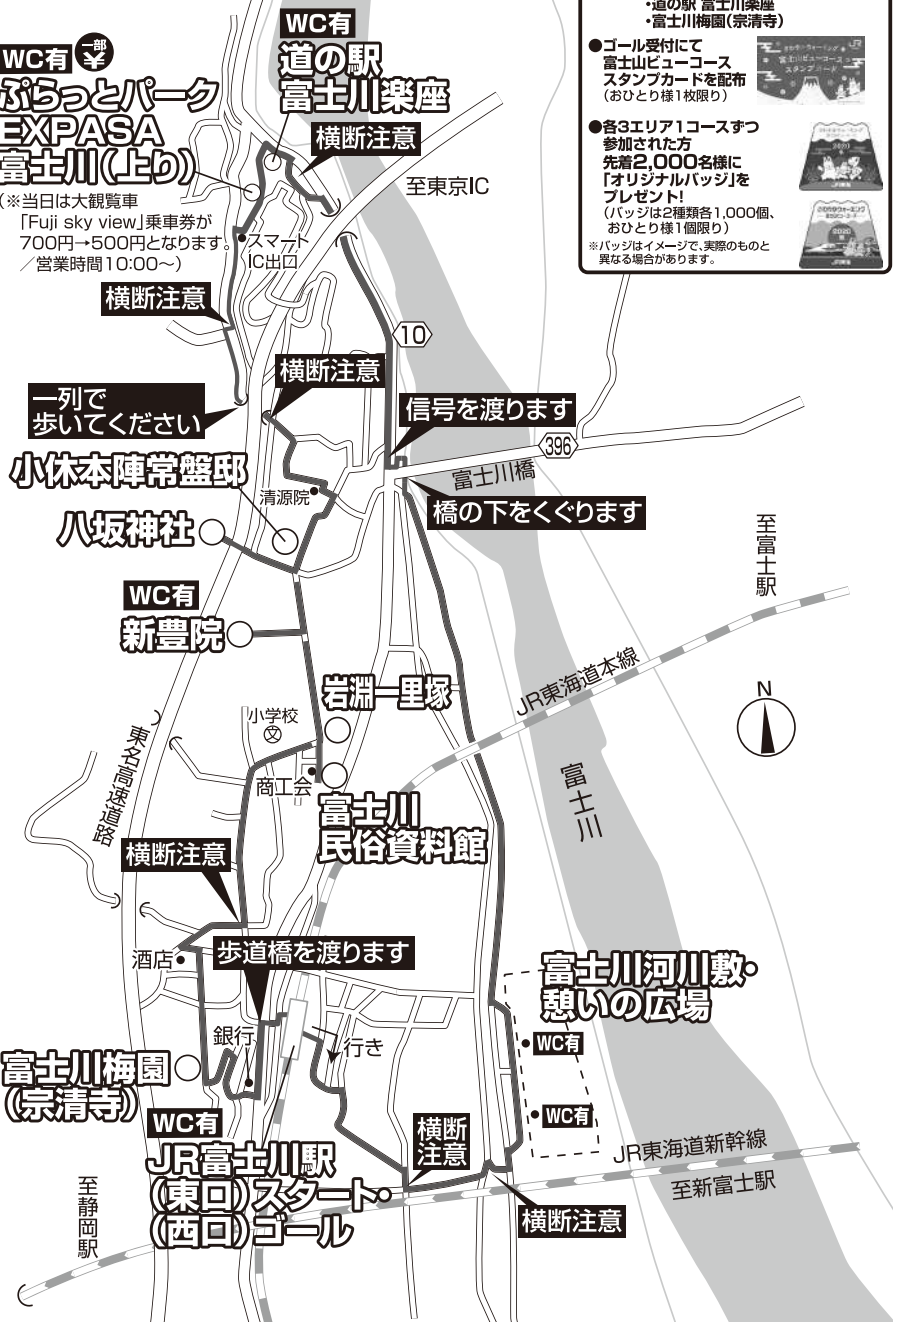 ・道の駅 富士川楽座
・富士川梅園(宗清寺)
●ゴール受付にて
富士山ビューコース
スタンプカードを配布
(おひとり様1枚限り)
富士山ビューコース
スタンプカード
●各3エリア1コースずつ
参加された方
先着2,000名様に
「オリジナルバッジ」を
プレゼント!
(バッジは2種類各1,000個、
おひとり様1個限り)
※バッジはイメージで、実際のものと
異なる場合があります。
WC有
道の駅
富士川楽座
WC有
一部
¥
ぷらっとパーク
EXPASA
富士川(上り)
(※当日は大観覧車
「Fuji sky view」乗車券が
700円→500円となります。
/営業時間10:00~)
横断注意
至東京IC
スマート
IC出口
横断注意
10
横断注意
一列で
歩いてください
信号を渡ります
396
富士川橋
小休本陣常盤邸
清源院
橋の下をくぐります
八坂神社
至富士駅
WC有
新豊院
JR東海道本線
岩淵一里塚
N
小学校
文
東名高速道路
商工会
富士川
富士川
民俗資料館
横断注意
歩道橋を渡ります
酒店
富士川河川敷・
憩いの広場
銀行
行き
WC有
富士川梅園
(宗清寺)
WC有
WC有
横断
注意
JR富士川駅
(東口)スタート・
(西口)ゴール
JR東海道新幹線
至新富士駅
至静岡駅
横断注意